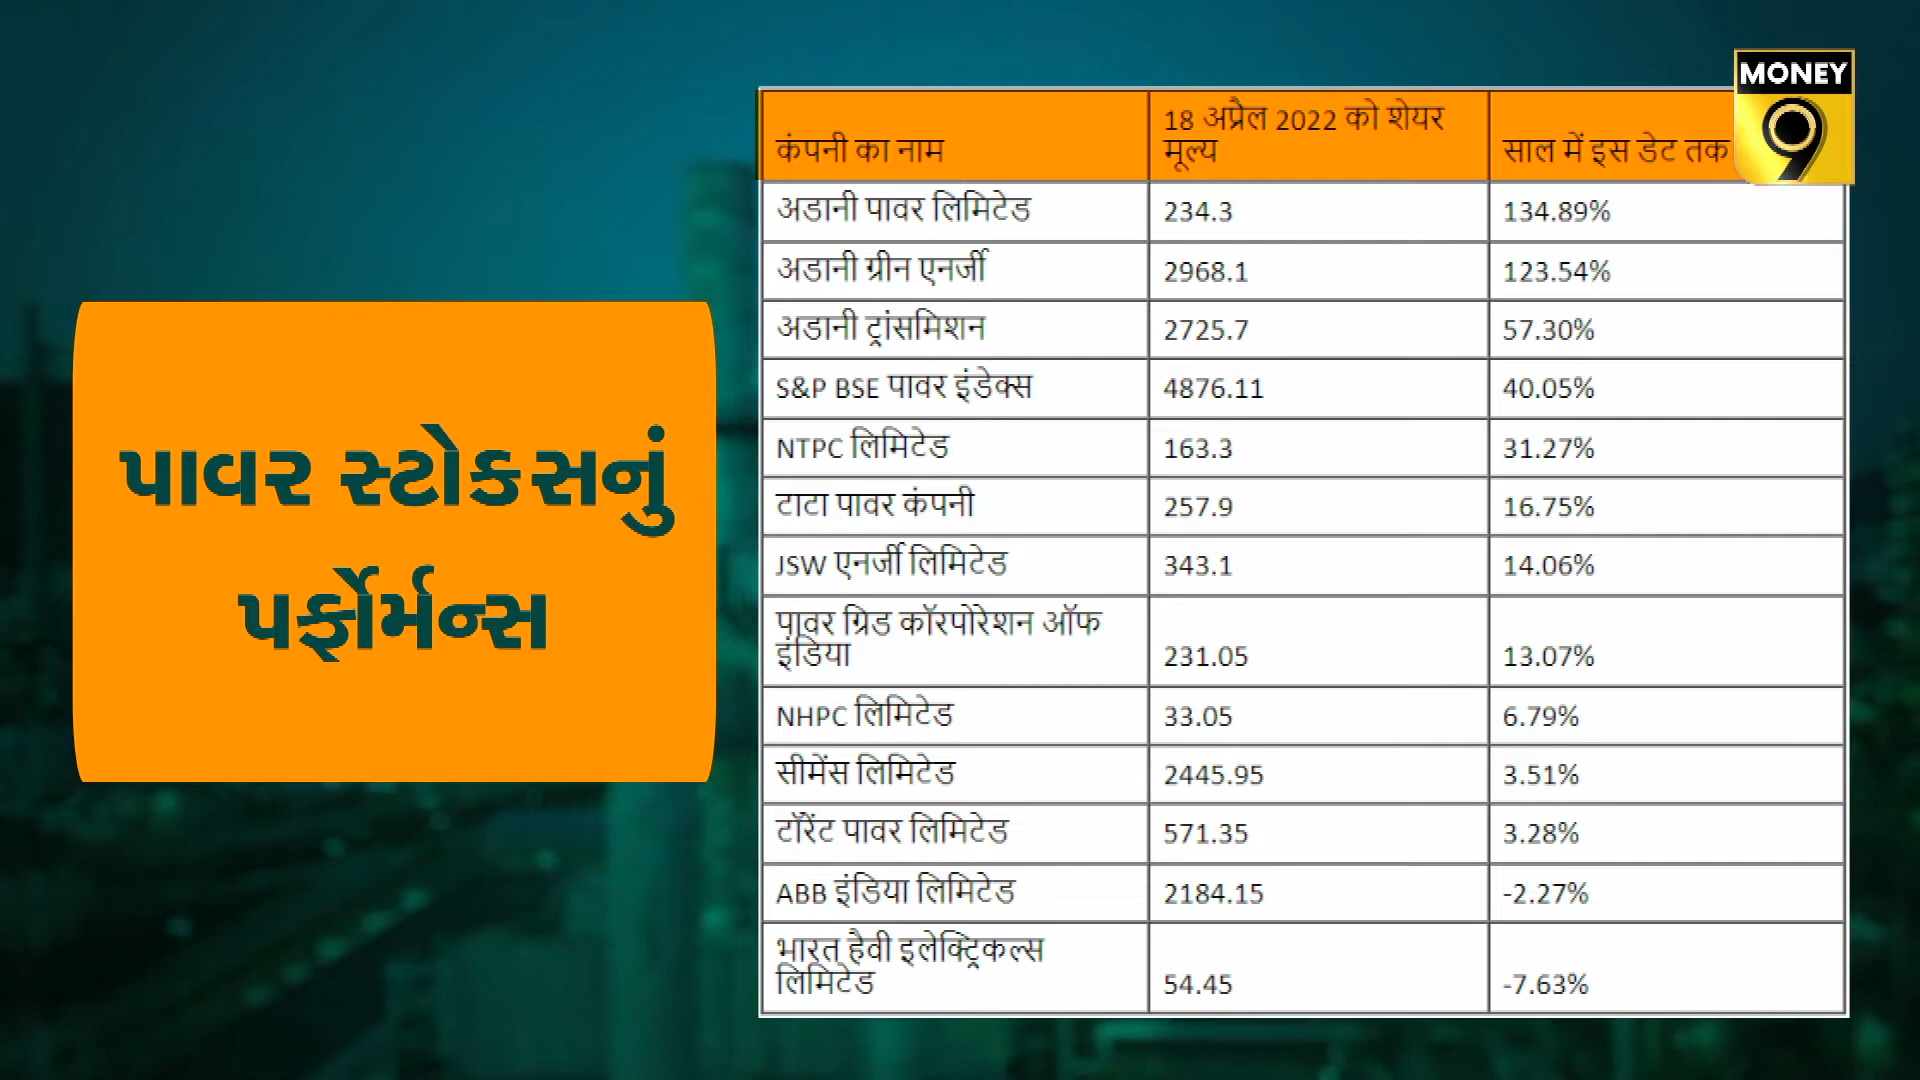 MONEY
9
પાવર સ્ટોકસનું
પર્ફોર્મન્સ
कंपनी का नाम	18 अप्रैल 2022 को शेयर मूल्य	साल में इस डेट तक
अडानी पावर लिमिटेड	234.3	134.89%
अडानी ग्रीन एनर्जी	2968.1	123.54%
अडानी ट्रांसमिशन	2725.7	57.30%
S&P BSE पावर इंडेक्स	4876.11	40.05%
NTPC लिमिटेड	163.3	31.27%
टाटा पावर कंपनी	257.9	16.75%
JSW एनर्जी लिमिटेड	343.1	14.06%
पावर ग्रिड कॉरपोरेशन ऑफ इंडिया	231.05	13.07%
NHPC लिमिटेड	33.05	6.79%
सीमेंस लिमिटेड	2445.95	3.51%
टॉरेंट पावर लिमिटेड	571.35	3.28%
ABB इंडिया लिमिटेड	2184.15	-2.27%
भारत हैवी इलेक्ट्रिकल्स लिमिटेड	54.45	-7.63%